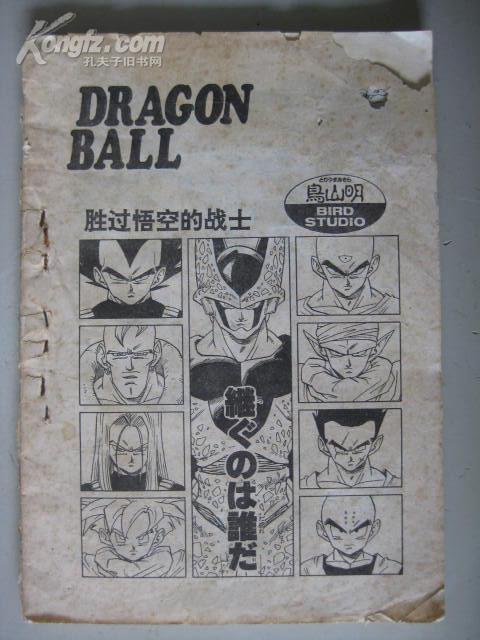 Kongfz.com
孔夫子旧书网
DRAGON
BALL
とりやまあきら
鳥山明
BIRD
STUDIO
胜过悟空的战士
継ぐのは誰だ